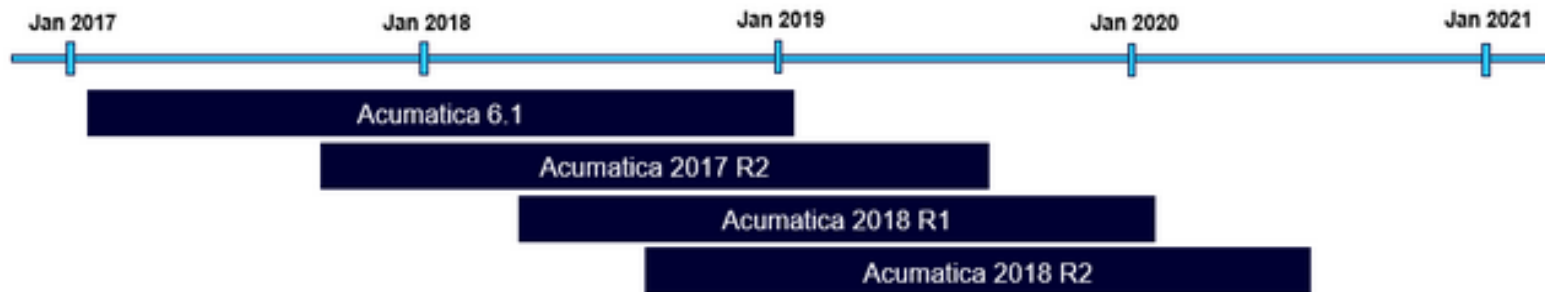 Jan 2017 Jan 2018 Jan 2019 Jan 2020 Jan 2021
Acumatica 6.1
Acumatica 2017 R2
Acumatica 2018 R1
Acumatica 2018 R2